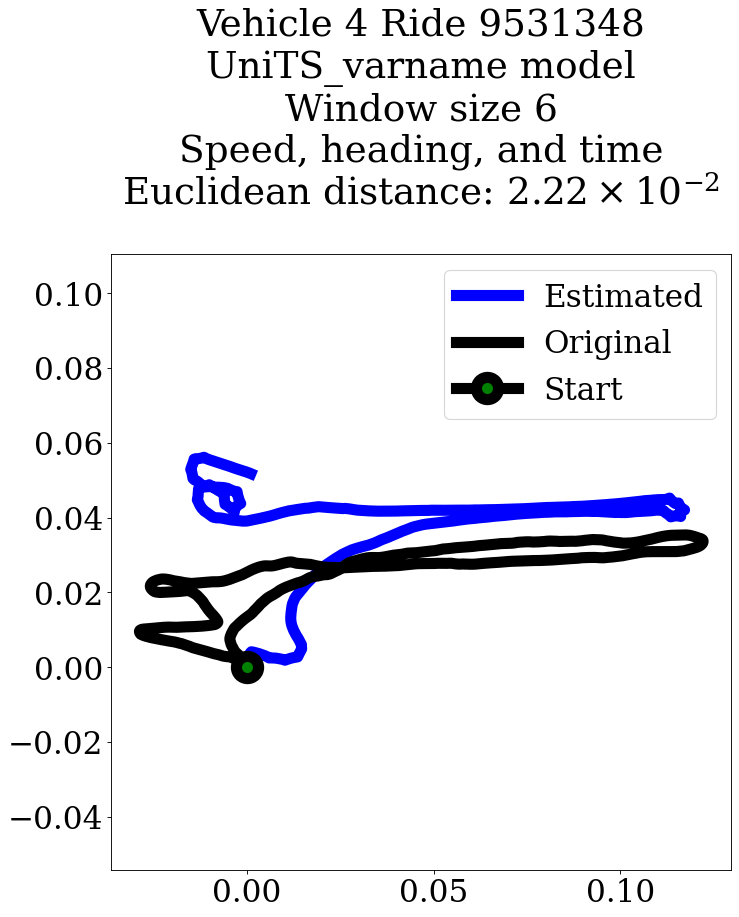 Vehicle 4 Ride 9531348
UniTS_varname model
Window size 6
Speed, heading, and time
Euclidean distance: 2.22 × 10⁻²
Estimated
Original
Start
0.10
0.08
0.06
0.04
0.02
0.00
−0.02
−0.04
0.00 0.05 0.10